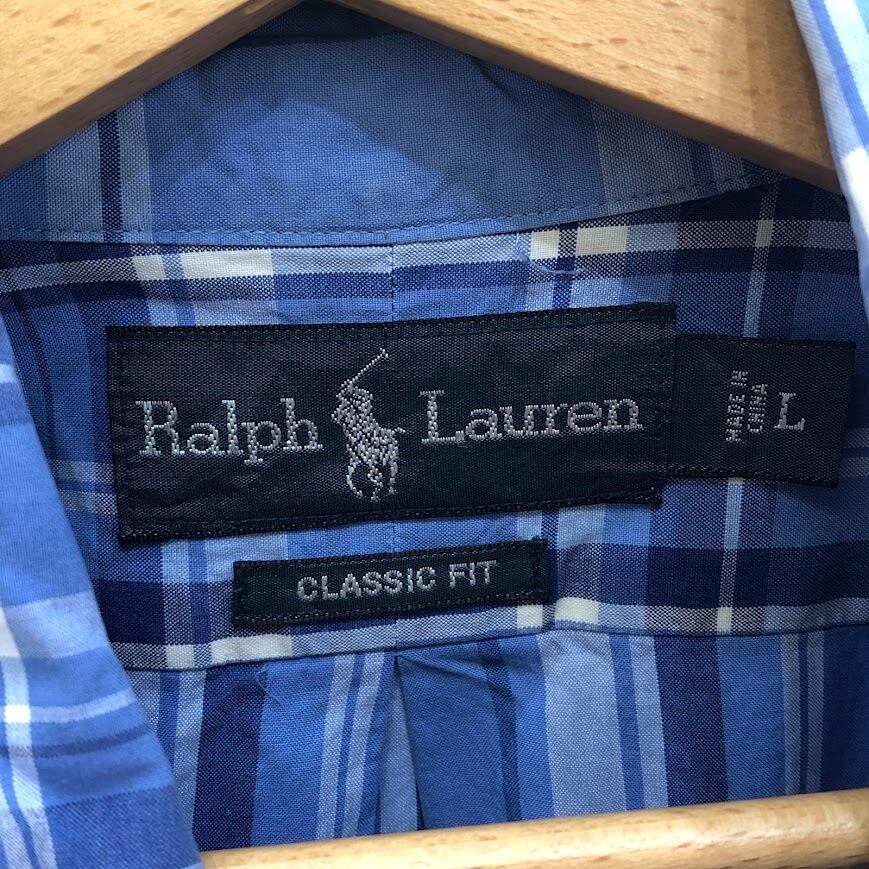 Ralph Lauren
MADE IN
CHINA
L
CLASSIC FIT